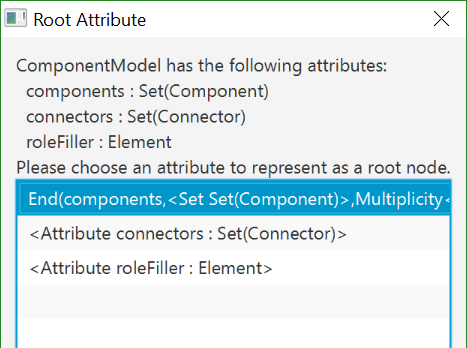 Root Attribute
ComponentModel has the following attributes:
components : Set(Component)
connectors : Set(Connector)
roleFiller : Element
Please choose an attribute to represent as a root node.
End(components,<Set Set(Component)>,Multiplicity<
<Attribute connectors : Set(Connector)>
<Attribute roleFiller : Element>